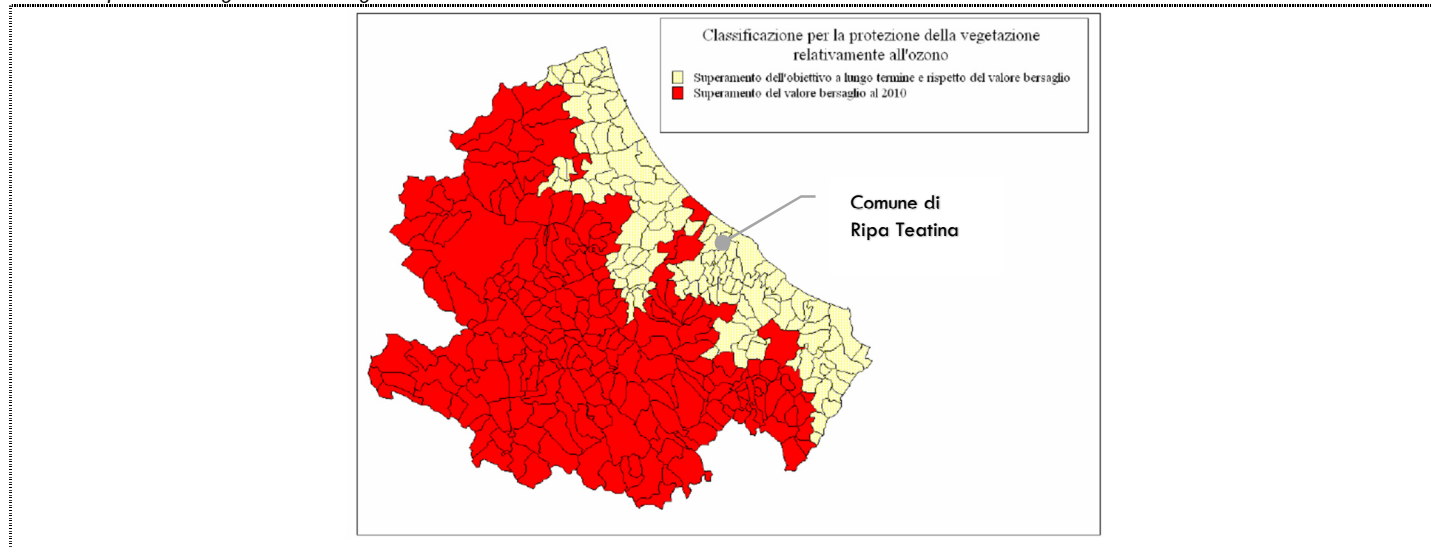 Classificazione per la protezione della vegetazione
relativamente all'ozono
Superamento dell'obiettivo a lungo termine e rispetto del valore bersaglio
Superamento del valore bersaglio al 2010
Comune di
Ripa Teatina